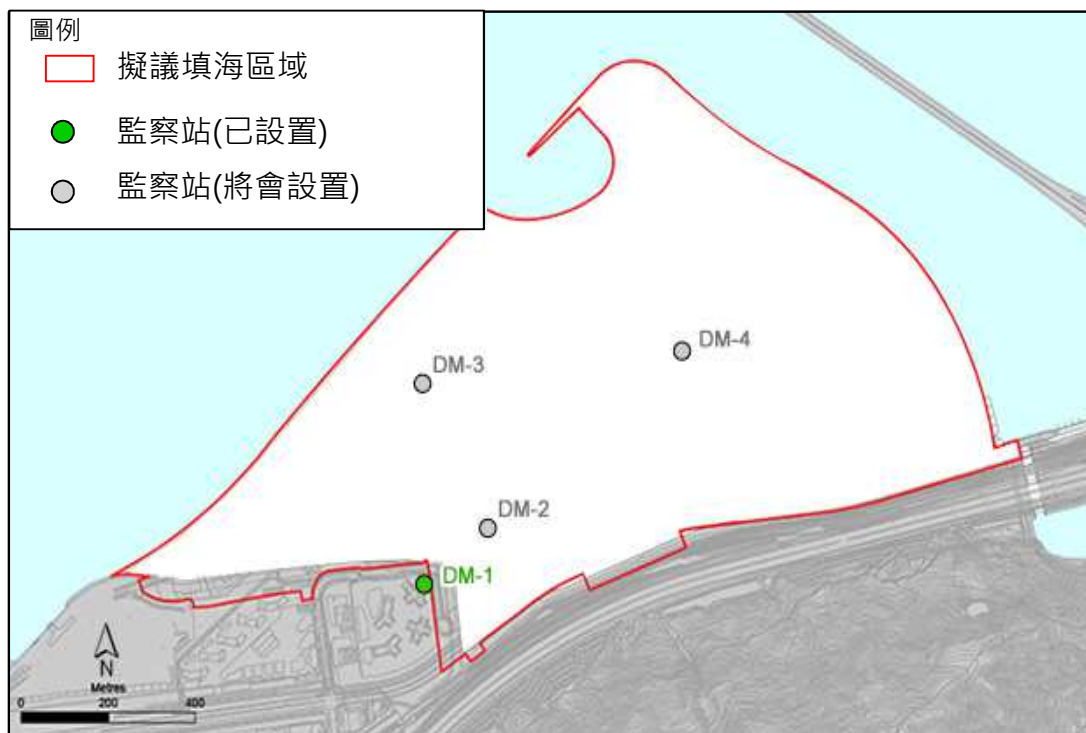 圖例
擬議填海區域
監察站(已設置)
監察站(將會設置)
DM-4
DM-3
DM-2
DM-1
N
Metres
0 200 400